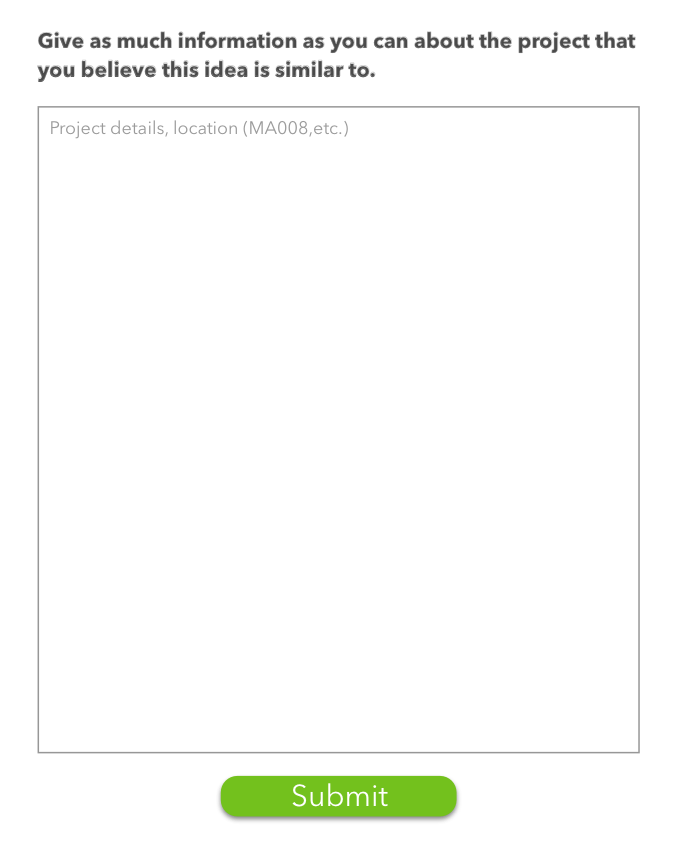 Give as much information as you can about the project that
you believe this idea is similar to.
Project details, location (MA008,etc.)
Submit